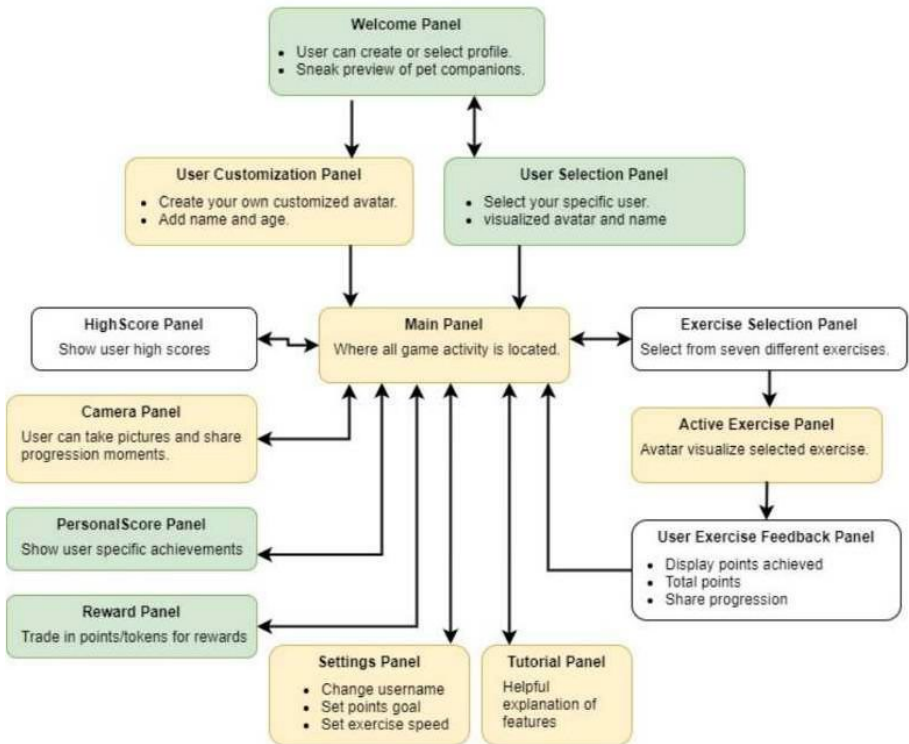 Welcome Panel
• User can create or select profile.
• Sneak preview of pet companions.
User Customization Panel
• Create your own customized avatar.
• Add name and age.
User Selection Panel
• Select your specific user.
• visualized avatar and name
HighScore Panel
Show user high scores
Main Panel
Where all game activity is located.
Exercise Selection Panel
Select from seven different exercises.
Camera Panel
User can take pictures and share
progression moments.
Active Exercise Panel
Avatar visualize selected exercise.
PersonalScore Panel
Show user specific achievements
User Exercise Feedback Panel
• Display points achieved
• Total points
• Share progression
Reward Panel
Trade in points/tokens for rewards
Settings Panel
• Change username
• Set points goal
• Set exercise speed
Tutorial Panel
Helpful
explanation of
features